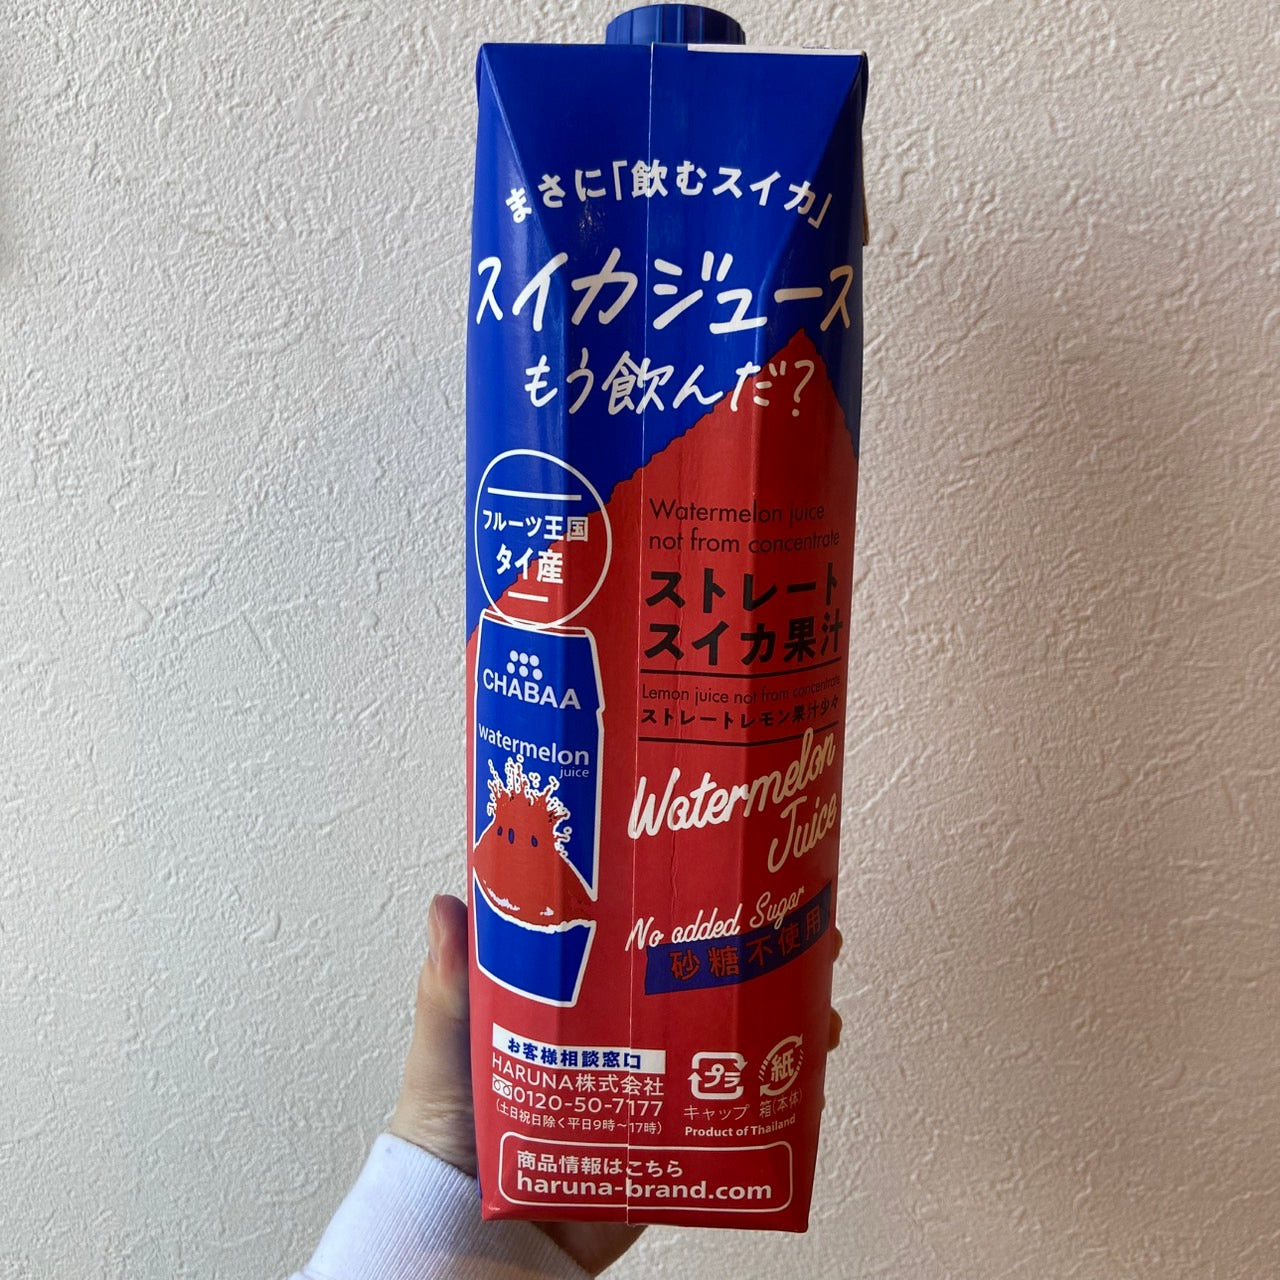 まさに「飲むスイカ」
スイカジュース
もう飲んだ?
フルーツ王国
タイ産
CHABAA
watermelon
juice
Watermelon juice
not from concentrate
ストレート
スイカ果汁
Lemon juice not from concentrate
ストレートレモン果汁少々
Watermelon
Juice
No added Sugar
砂糖不使用
お客様相談窓口
HARUNA株式会社
0120-50-7177
(土日祝日除く平日9時〜17時)
プラ
キャップ
紙
箱(本体)
Product of Thailand
商品情報はこちら
haruna-brand.com